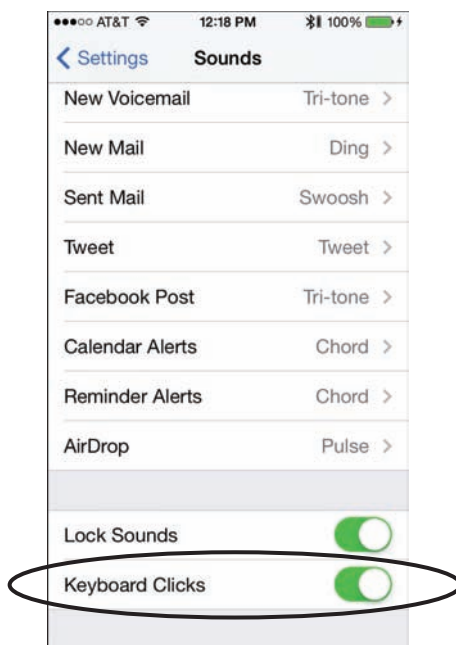 AT&T 12:18 PM 100%
Settings Sounds
New Voicemail Tri-tone >
New Mail Ding >
Sent Mail Swoosh >
Tweet Tweet >
Facebook Post Tri-tone >
Calendar Alerts Chord >
Reminder Alerts Chord >
AirDrop Pulse >
Lock Sounds
Keyboard Clicks